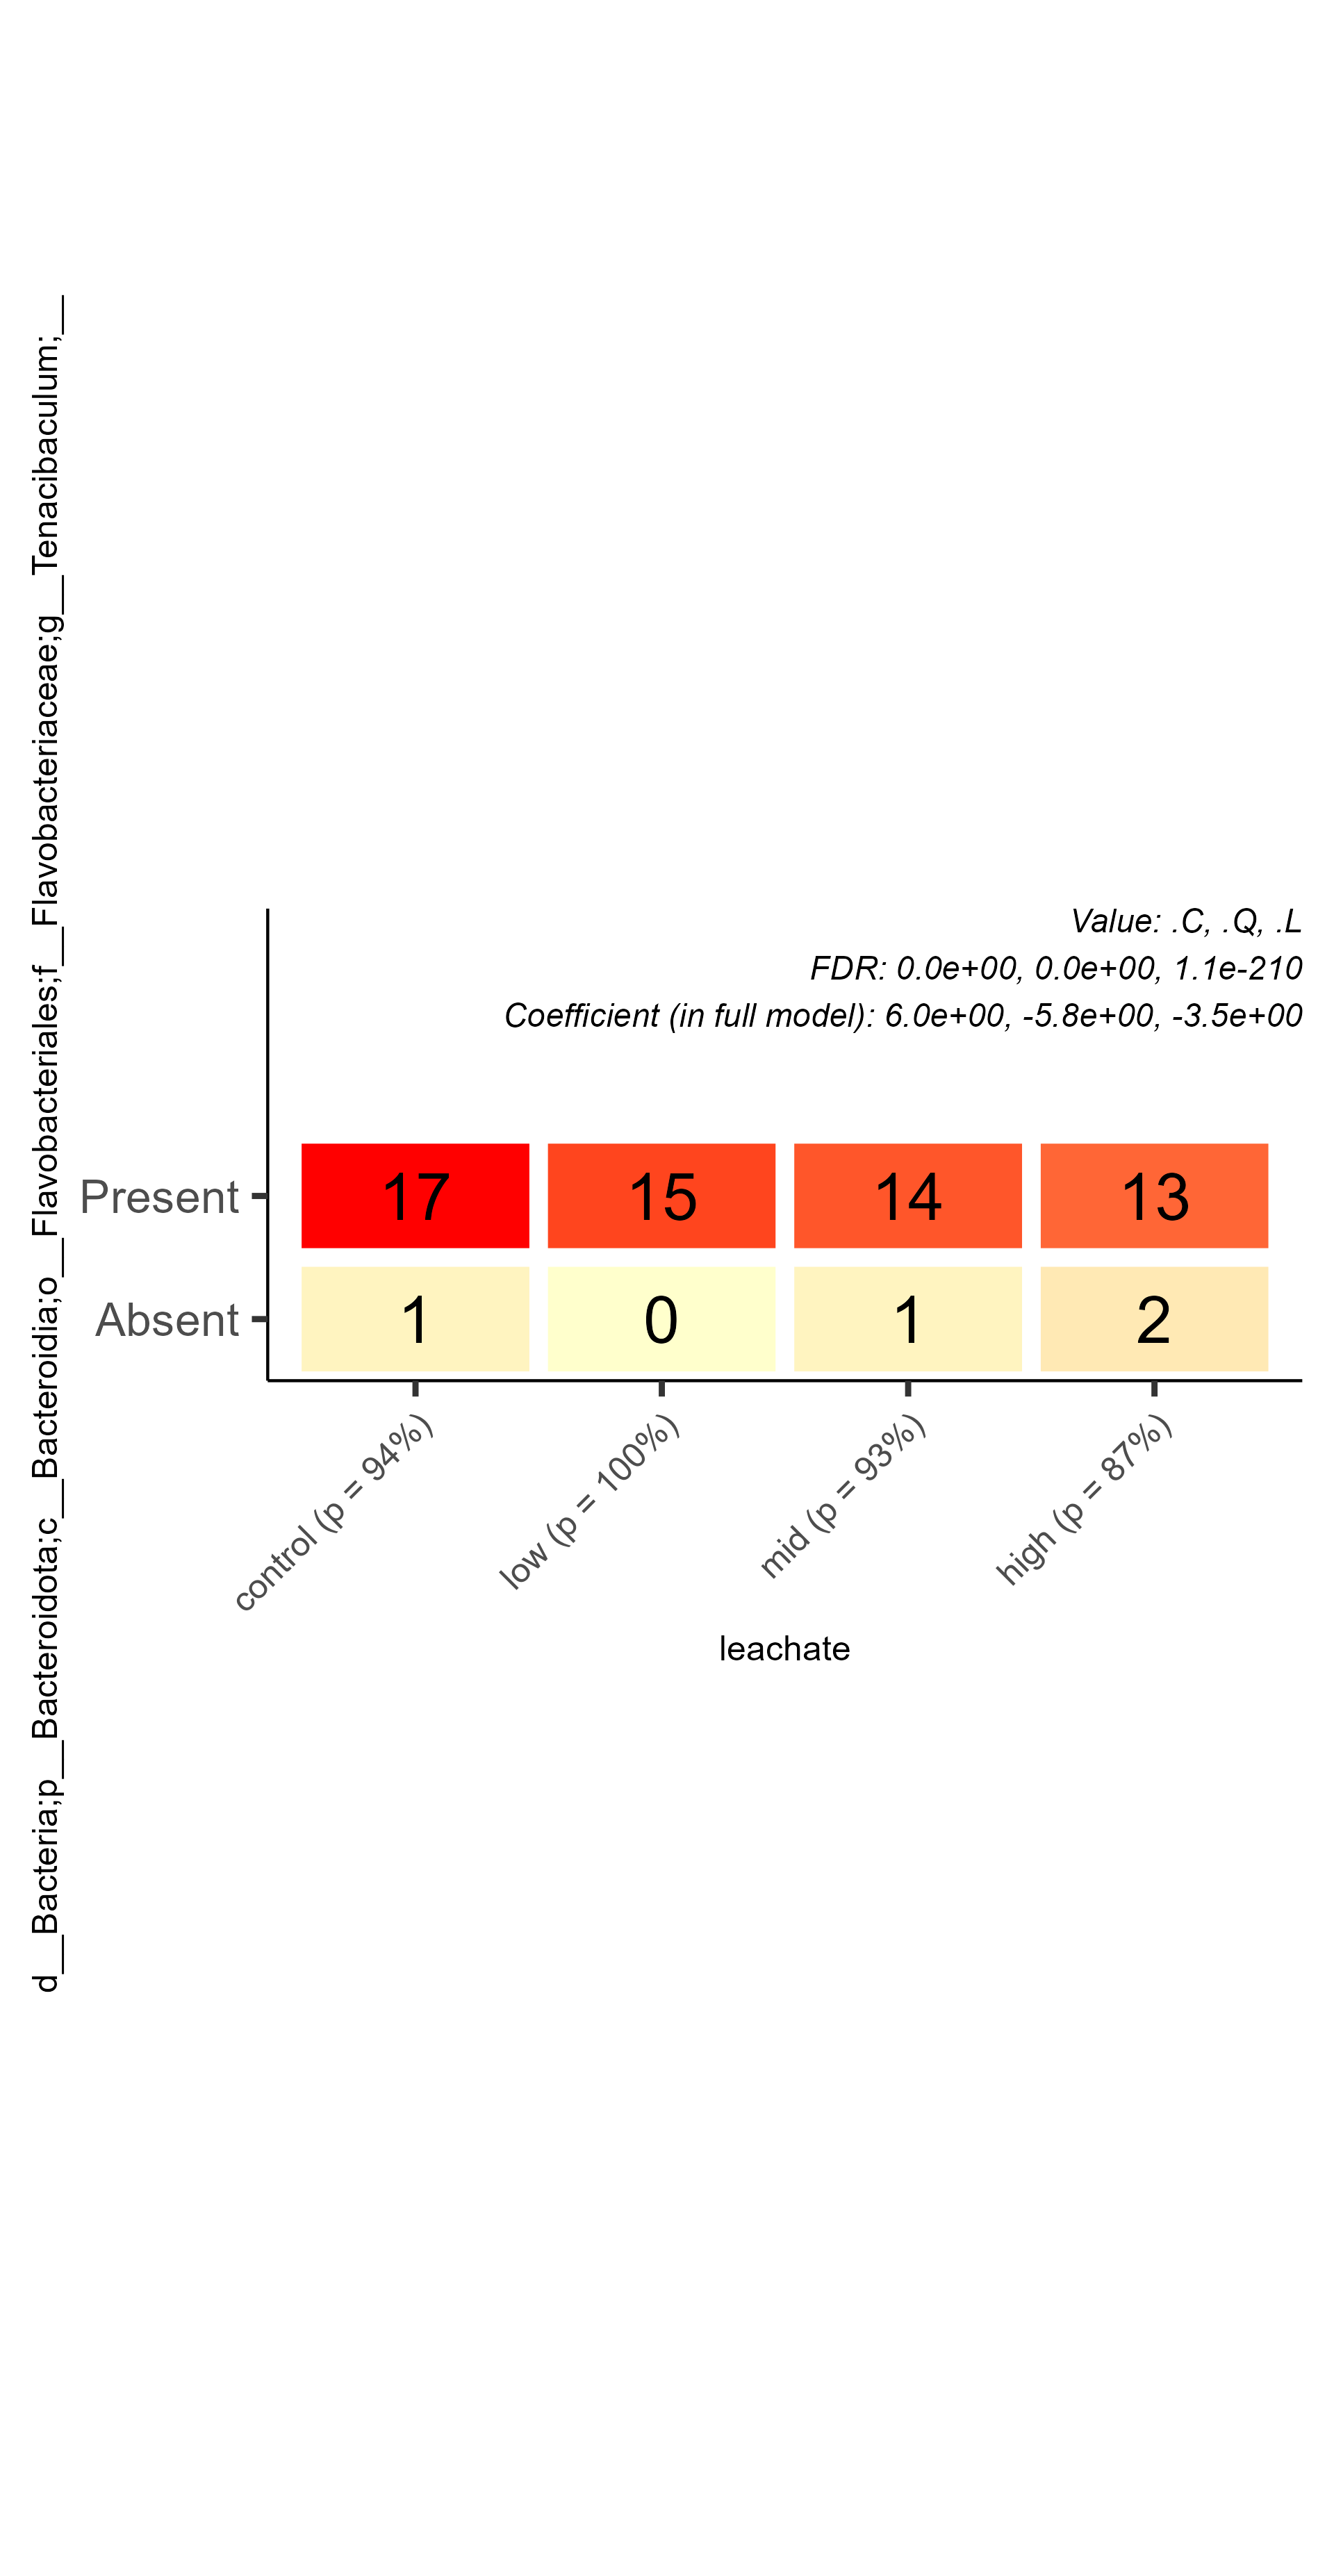 d__Bacteria;p__Bacteroidota;c__Bacteroidia;o__Flavobacteriales;f__Flavobacteriaceae;g__Tenacibaculum;__
Value: .C, .Q, .L
FDR: 0.0e+00, 0.0e+00, 1.1e-210
Coefficient (in full model): 6.0e+00, -5.8e+00, -3.5e+00
Present 17 15 14 13
Absent 1 0 1 2
control (p = 94%) low (p = 100%) mid (p = 93%) high (p = 87%)
leachate